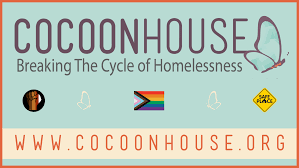 COCOONHOUSE
Breaking The Cycle of Homelessness
SAFE
PLACE
WWW.COCOONHOUSE.ORG